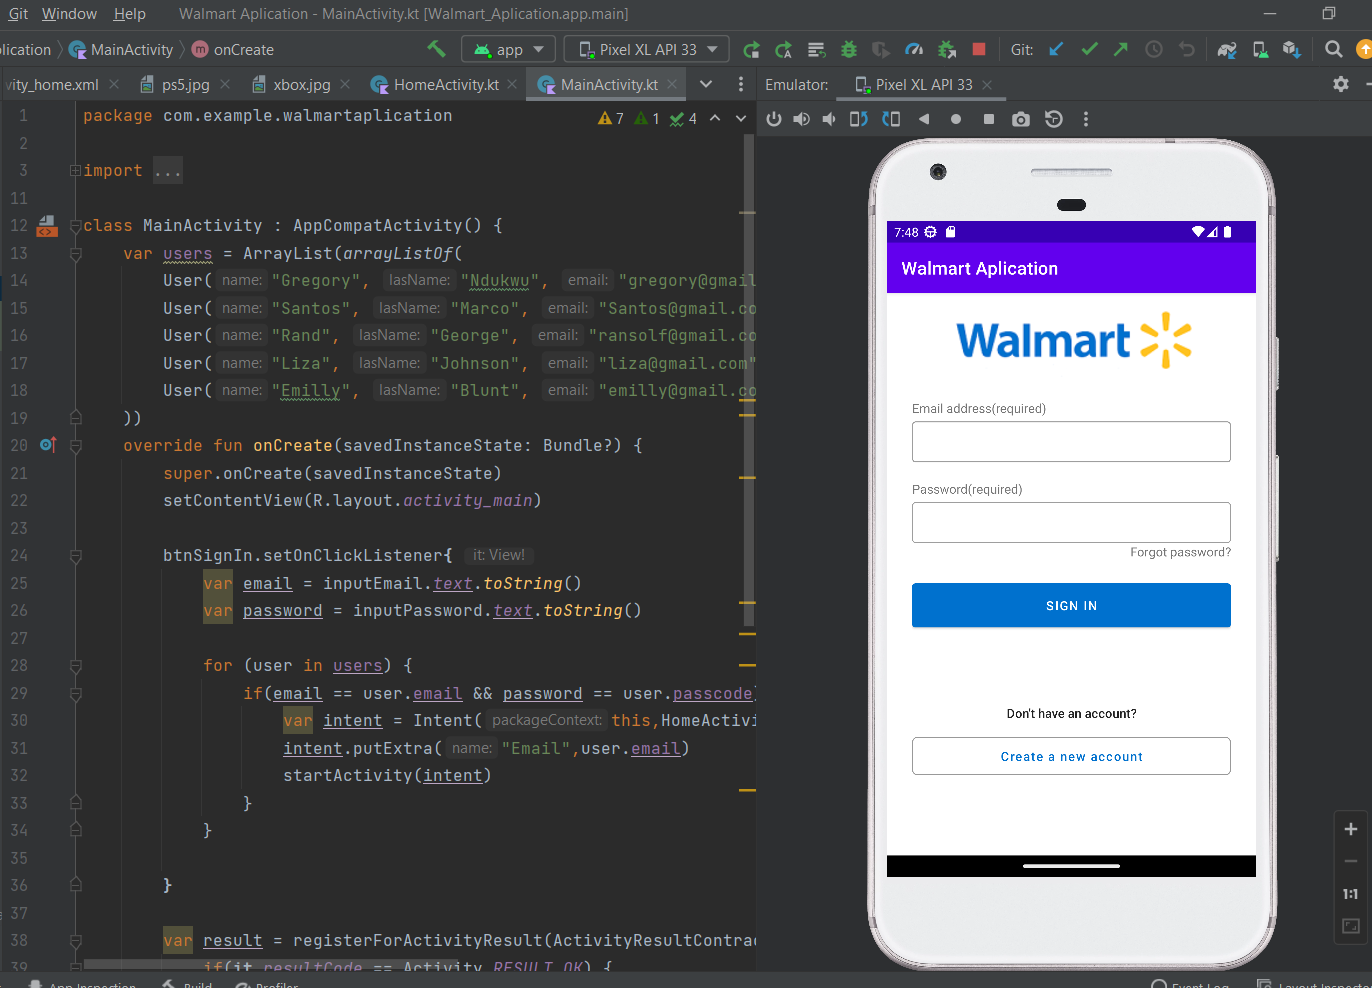 Git Window Help Walmart Aplication - MainActivity.kt [Walmart_Aplication.app.main]
lication MainActivity m onCreate app Pixel XL API 33 Git:
vity_home.xml ps5.jpg xbox.jpg HomeActivity.kt MainActivity.kt Emulator: Pixel XL API 33
1 package com.example.walmartaplication 7 1 4
2
3 import ...
11
12 class MainActivity : AppCompatActivity() {
13 var users = ArrayList(arrayListOf(
14 User( name: "Gregory", lasName: "Ndukwu", email: "gregory@gmail
15 User( name: "Santos", lasName: "Marco", email: "Santos@gmail.co
16 User( name: "Rand", lasName: "George", email: "ransolf@gmail.co
17 User( name: "Liza", lasName: "Johnson", email: "liza@gmail.com"
18 User( name: "Emilly", lasName: "Blunt", email: "emilly@gmail.co
19 ))
20 override fun onCreate(savedInstanceState: Bundle?) {
21 super.onCreate(savedInstanceState)
22 setContentView(R.layout.activity_main)
23
24 btnSignIn.setOnClickListener{ it: View!
25 var email = inputEmail.text.toString()
26 var password = inputPassword.text.toString()
27
28 for (user in users) {
29 if(email == user.email && password == user.passcode)
30 var intent = Intent( packageContext: this,HomeActivi
31 intent.putExtra( name: "Email",user.email)
32 startActivity(intent)
33 }
34 }
35
36 }
37
38 var result = registerForActivityResult(ActivityResultContrac
39 if(it.resultCode == Activity.RESULT_OK) {
App Inspection Build Profiler Event Log Layout Inspecto
7:48
Walmart Aplication
Walmart
Email address(required)
Password(required)
Forgot password?
SIGN IN
Don't have an account?
Create a new account
1:1